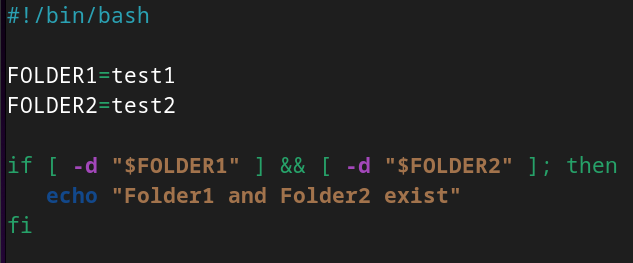 #!/bin/bash
FOLDER1=test1
FOLDER2=test2
if [ -d "$FOLDER1" ] && [ -d "$FOLDER2" ]; then
echo "Folder1 and Folder2 exist"
fi